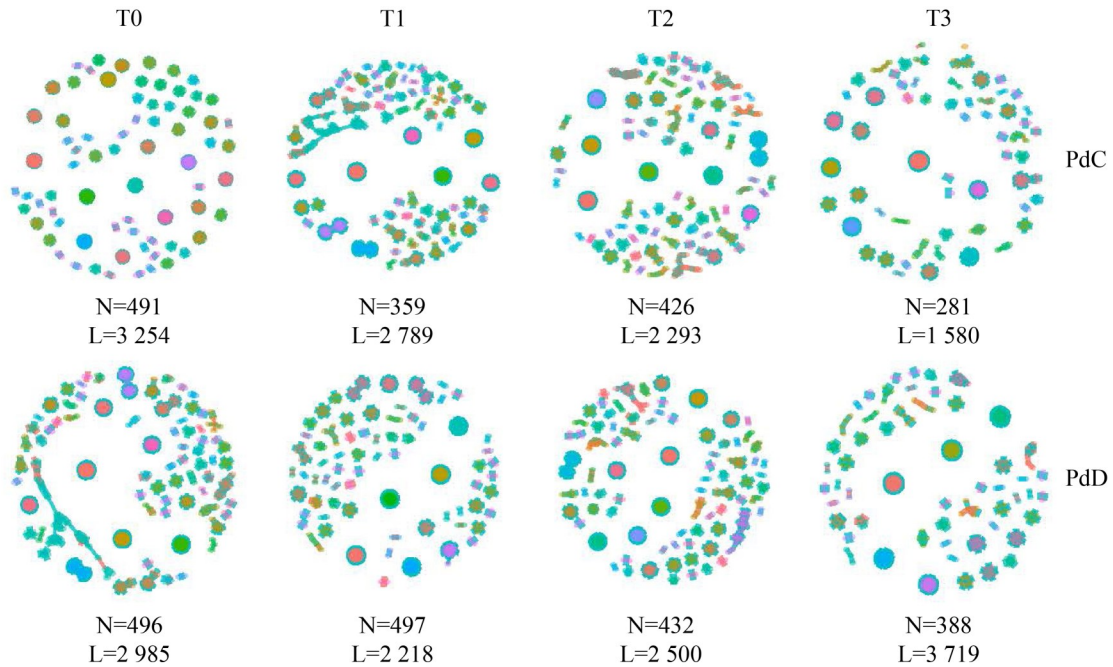 T0 T1 T2 T3
PdC
N=491 N=359 N=426 N=281
L=3 254 L=2 789 L=2 293 L=1 580
PdD
N=496 N=497 N=432 N=388
L=2 985 L=2 218 L=2 500 L=3 719